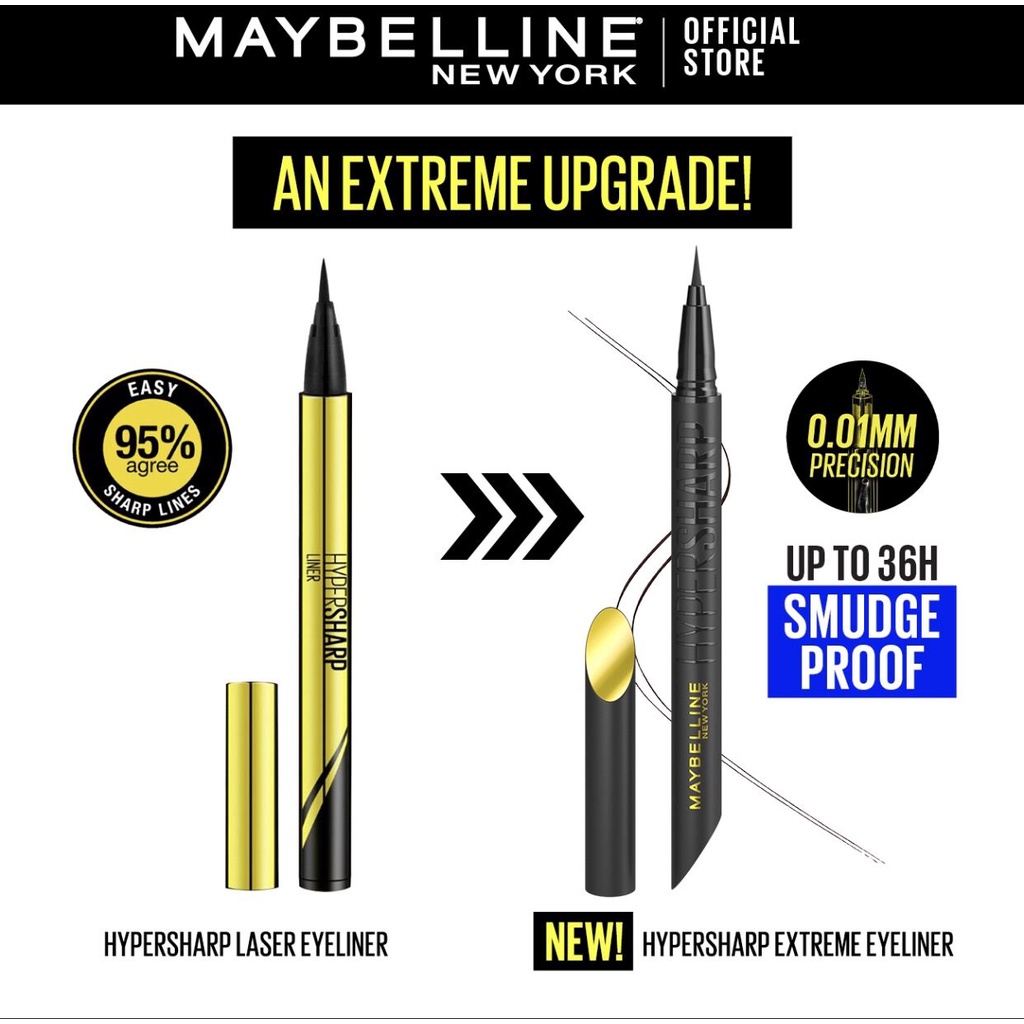 MAYBELLINE
NEW YORK
OFFICIAL
STORE
AN EXTREME UPGRADE!
EASY
95%
agree
SHARP LINES
HYPERSHARP
LINER
HYPERSHARP
MAYBELLINE
NEW YORK
0.01MM
PRECISION
UP TO 36H
SMUDGE
PROOF
HYPERSHARP LASER EYELINER
NEW! HYPERSHARP EXTREME EYELINER